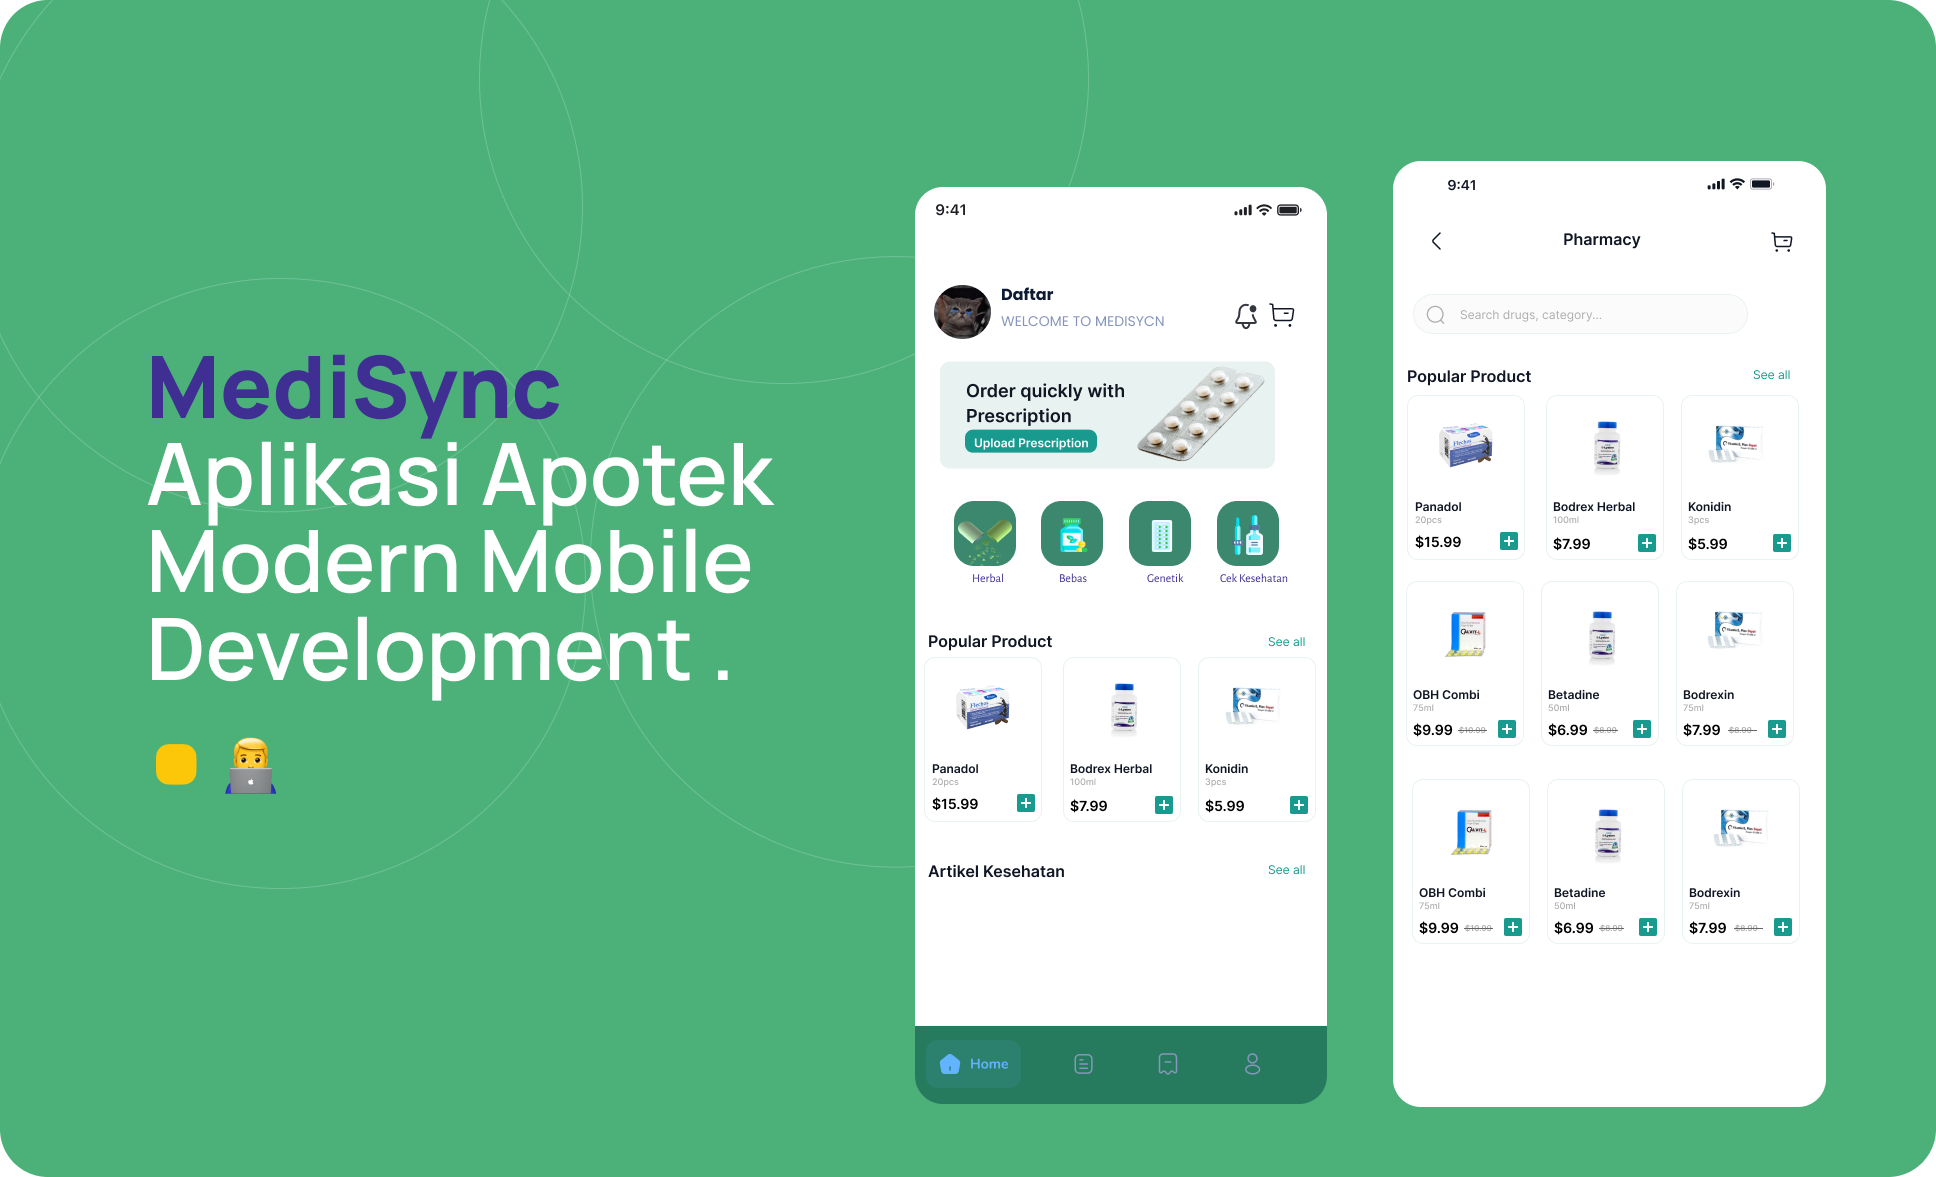 MediSync
Aplikasi Apotek
Modern Mobile
Development .
9:41
Daftar
WELCOME TO MEDISYCN
Order quickly with
Prescription
Upload Prescription
Herbal
Bebas
Genetik
Cek Kesehatan
Popular Product
See all
Flechos
Panadol
20pcs
$15.99
Bodrex Herbal
100ml
$7.99
Konidin
3pcs
$5.99
Artikel Kesehatan
See all
Home
9:41
Pharmacy
Search drugs, category...
Popular Product
See all
Flechos
Panadol
20pcs
$15.99
Bodrex Herbal
100ml
$7.99
Konidin
3pcs
$5.99
OBH Combi
75ml
$9.99 $10.99
Betadine
50ml
$6.99 $8.99
Bodrexin
75ml
$7.99 $8.99
OBH Combi
75ml
$9.99 $10.99
Betadine
50ml
$6.99 $8.99
Bodrexin
75ml
$7.99 $8.99